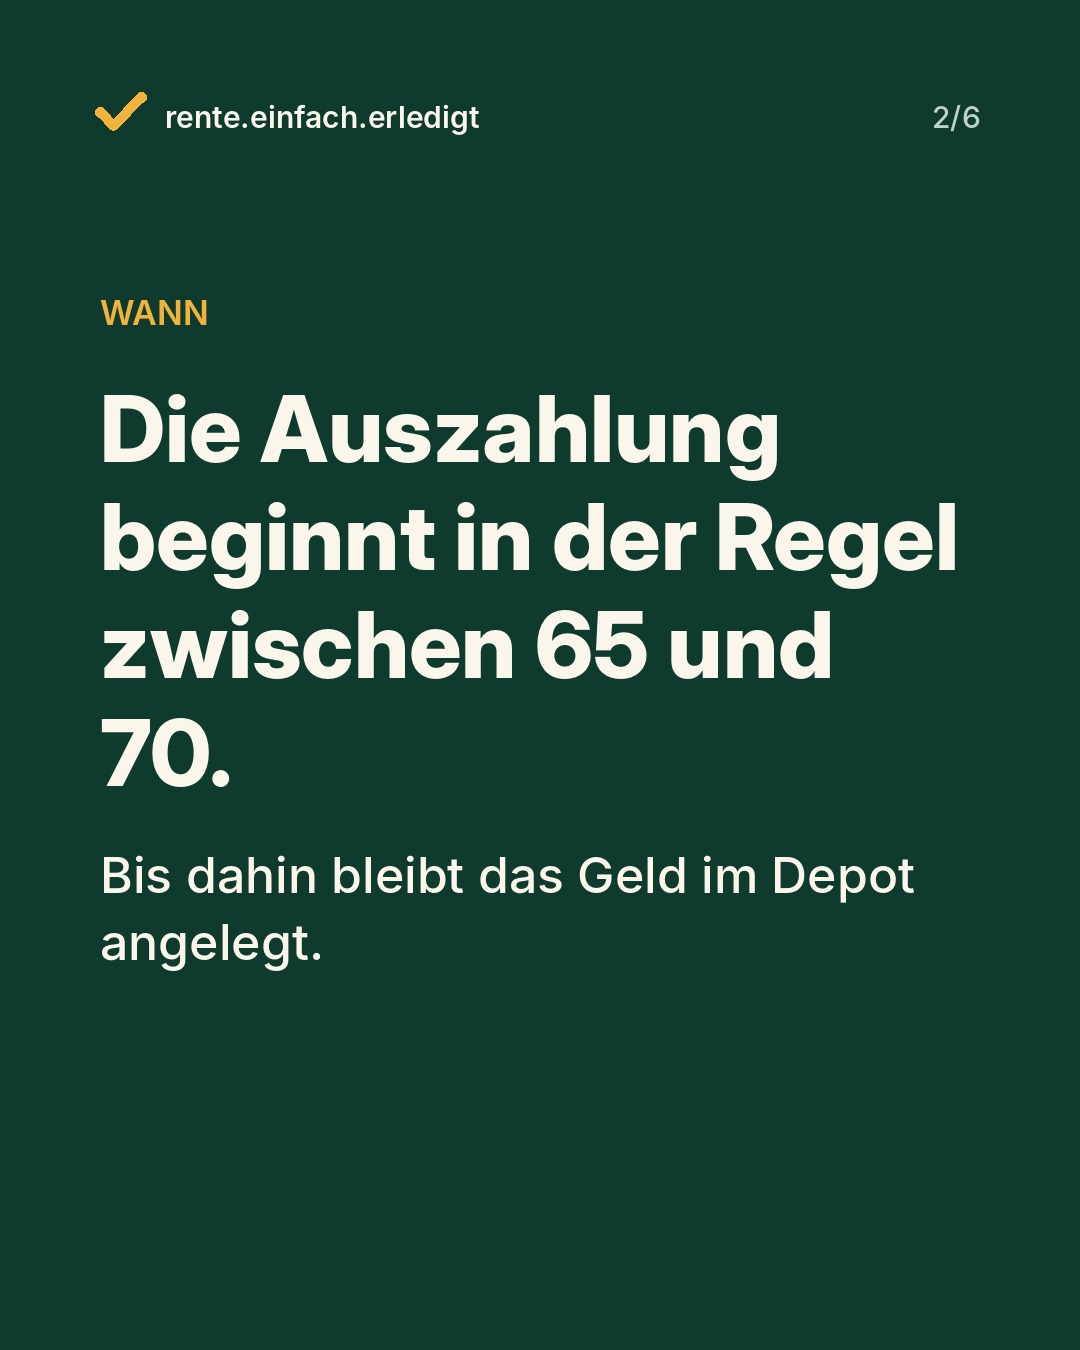 rente.einfach.erledigt
2/6
WANN
Die Auszahlung
beginnt in der Regel
zwischen 65 und
70.
Bis dahin bleibt das Geld im Depot
angelegt.